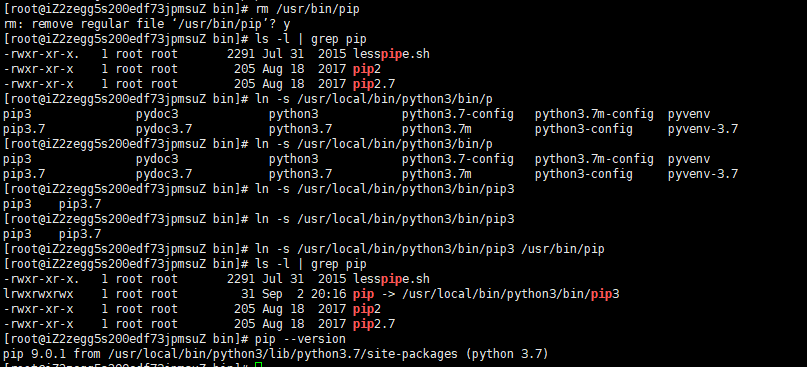 [root@iZ2zegg5s200edf73jpmsuZ bin]# rm /usr/bin/pip
rm: remove regular file ‘/usr/bin/pip’? y
[root@iZ2zegg5s200edf73jpmsuZ bin]# ls -l | grep pip
-rwxr-xr-x.   1 root root       2291 Jul 31  2015 lesspipe.sh
-rwxr-xr-x    1 root root        205 Aug 18  2017 pip2
-rwxr-xr-x    1 root root        205 Aug 18  2017 pip2.7
[root@iZ2zegg5s200edf73jpmsuZ bin]# ln -s /usr/local/bin/python3/bin/p
pip3              pydoc3            python3           python3.7-config  python3.7m-config  pyvenv
pip3.7            pydoc3.7          python3.7         python3.7m        python3-config     pyvenv-3.7
[root@iZ2zegg5s200edf73jpmsuZ bin]# ln -s /usr/local/bin/python3/bin/p
pip3              pydoc3            python3           python3.7-config  python3.7m-config  pyvenv
pip3.7            pydoc3.7          python3.7         python3.7m        python3-config     pyvenv-3.7
[root@iZ2zegg5s200edf73jpmsuZ bin]# ln -s /usr/local/bin/python3/bin/pip3
pip3    pip3.7
[root@iZ2zegg5s200edf73jpmsuZ bin]# ln -s /usr/local/bin/python3/bin/pip3
pip3    pip3.7
[root@iZ2zegg5s200edf73jpmsuZ bin]# ln -s /usr/local/bin/python3/bin/pip3 /usr/bin/pip
[root@iZ2zegg5s200edf73jpmsuZ bin]# ls -l | grep pip
-rwxr-xr-x.   1 root root       2291 Jul 31  2015 lesspipe.sh
lrwxrwxrwx    1 root root         31 Sep  2 20:16 pip -> /usr/local/bin/python3/bin/pip3
-rwxr-xr-x    1 root root        205 Aug 18  2017 pip2
-rwxr-xr-x    1 root root        205 Aug 18  2017 pip2.7
[root@iZ2zegg5s200edf73jpmsuZ bin]# pip --version
pip 9.0.1 from /usr/local/bin/python3/lib/python3.7/site-packages (python 3.7)
[root@iZ2zegg5s200edf73jpmsuZ bin]#